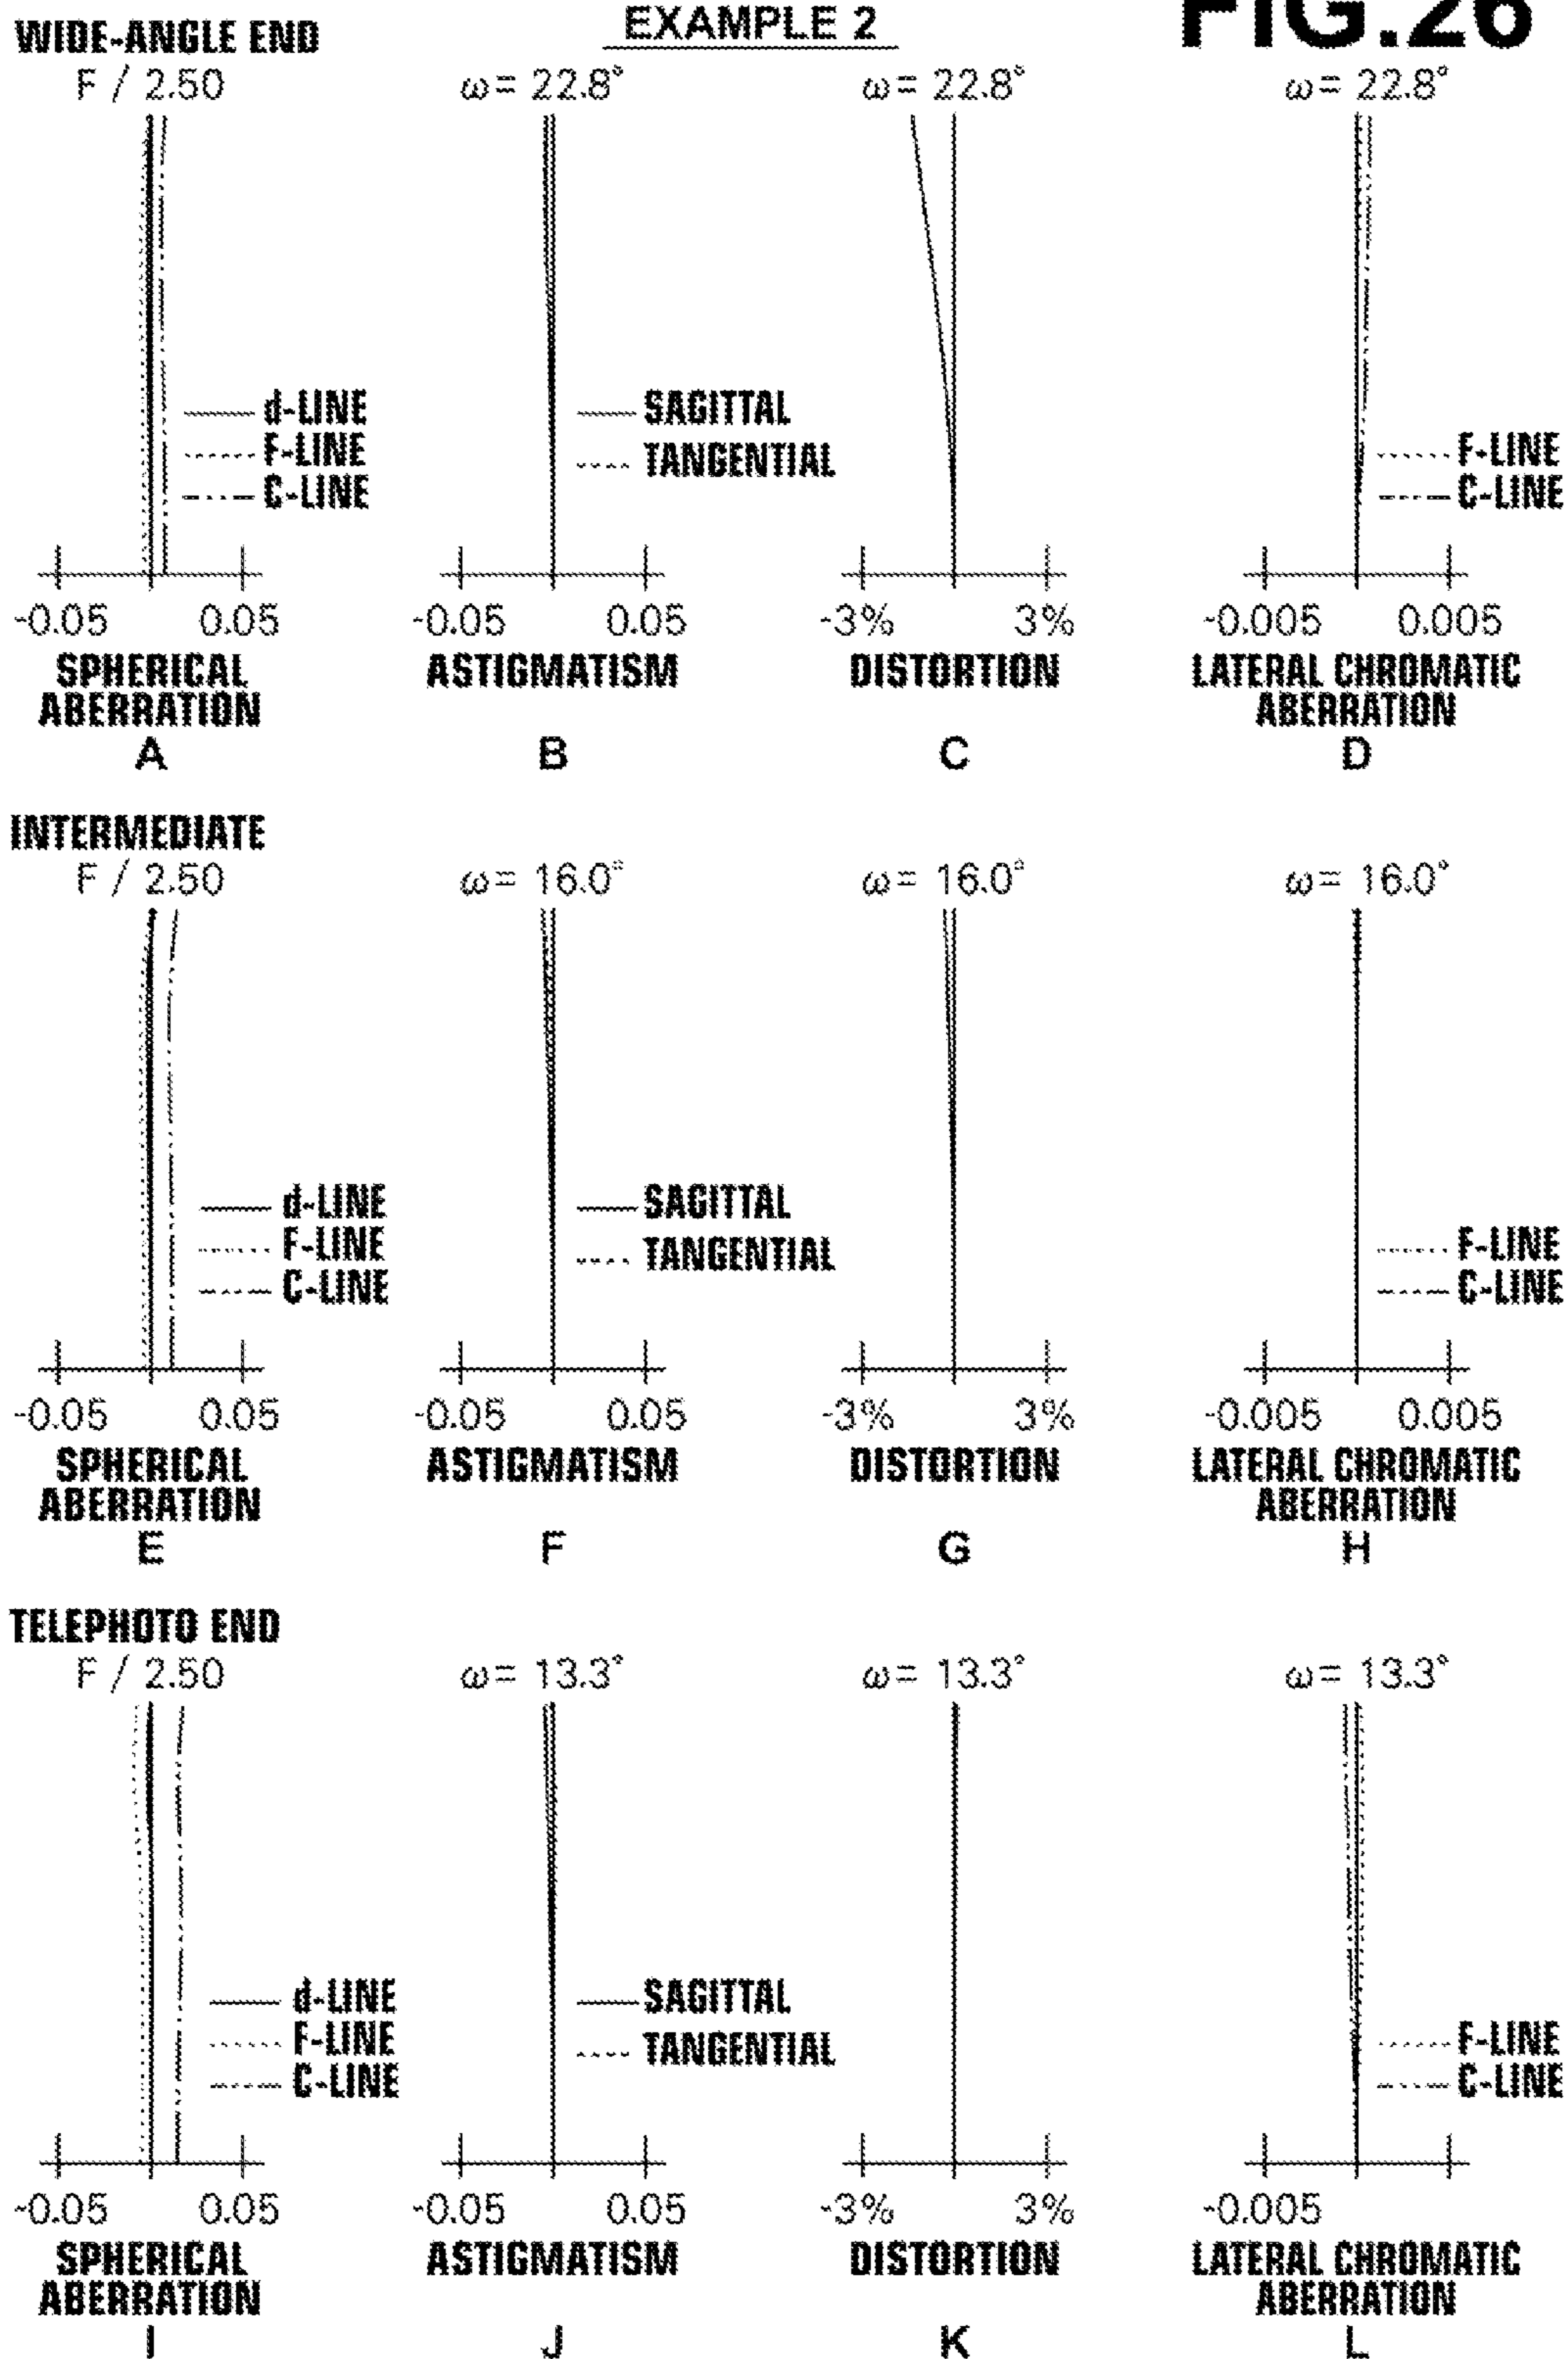 EXAMPLE 2
FIG.26
WIDE-ANGLE END
F / 2.50
ω= 22.8°
ω= 22.8°
ω= 22.8°
d-LINE
F-LINE
C-LINE
SAGITTAL
TANGENTIAL
F-LINE
C-LINE
-0.05 0.05
-0.05 0.05
-3% 3%
-0.005 0.005
SPHERICAL
ABERRATION
ASTIGMATISM
DISTORTION
LATERAL CHROMATIC
ABERRATION
A
B
C
D
INTERMEDIATE
F / 2.50
ω= 16.0°
ω= 16.0°
ω= 16.0°
d-LINE
F-LINE
C-LINE
SAGITTAL
TANGENTIAL
F-LINE
C-LINE
-0.05 0.05
-0.05 0.05
-3% 3%
-0.005 0.005
SPHERICAL
ABERRATION
ASTIGMATISM
DISTORTION
LATERAL CHROMATIC
ABERRATION
E
F
G
H
TELEPHOTO END
F / 2.50
ω= 13.3°
ω= 13.3°
ω= 13.3°
d-LINE
F-LINE
C-LINE
SAGITTAL
TANGENTIAL
F-LINE
C-LINE
-0.05 0.05
-0.05 0.05
-3% 3%
-0.005
SPHERICAL
ABERRATION
ASTIGMATISM
DISTORTION
LATERAL CHROMATIC
ABERRATION
I
J
K
L